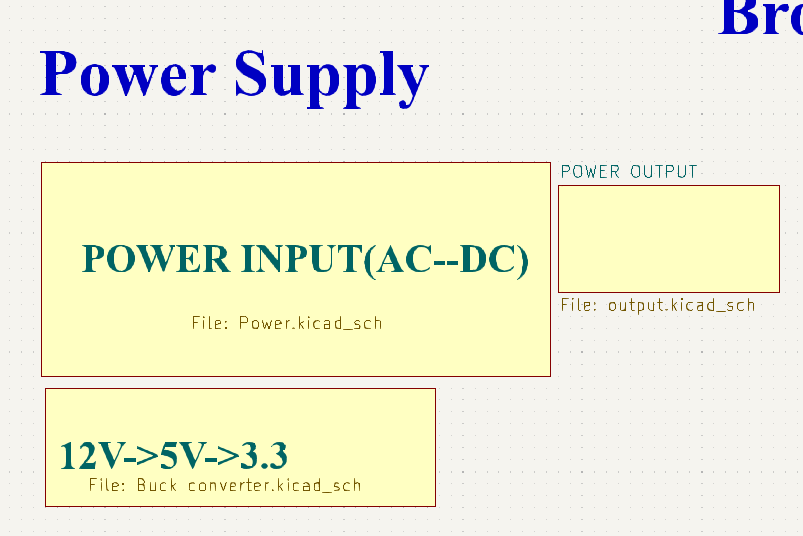 Bro
Power Supply
POWER OUTPUT
POWER INPUT(AC--DC)
File: output.kicad_sch
File: Power.kicad_sch
12V->5V->3.3
File: Buck converter.kicad_sch